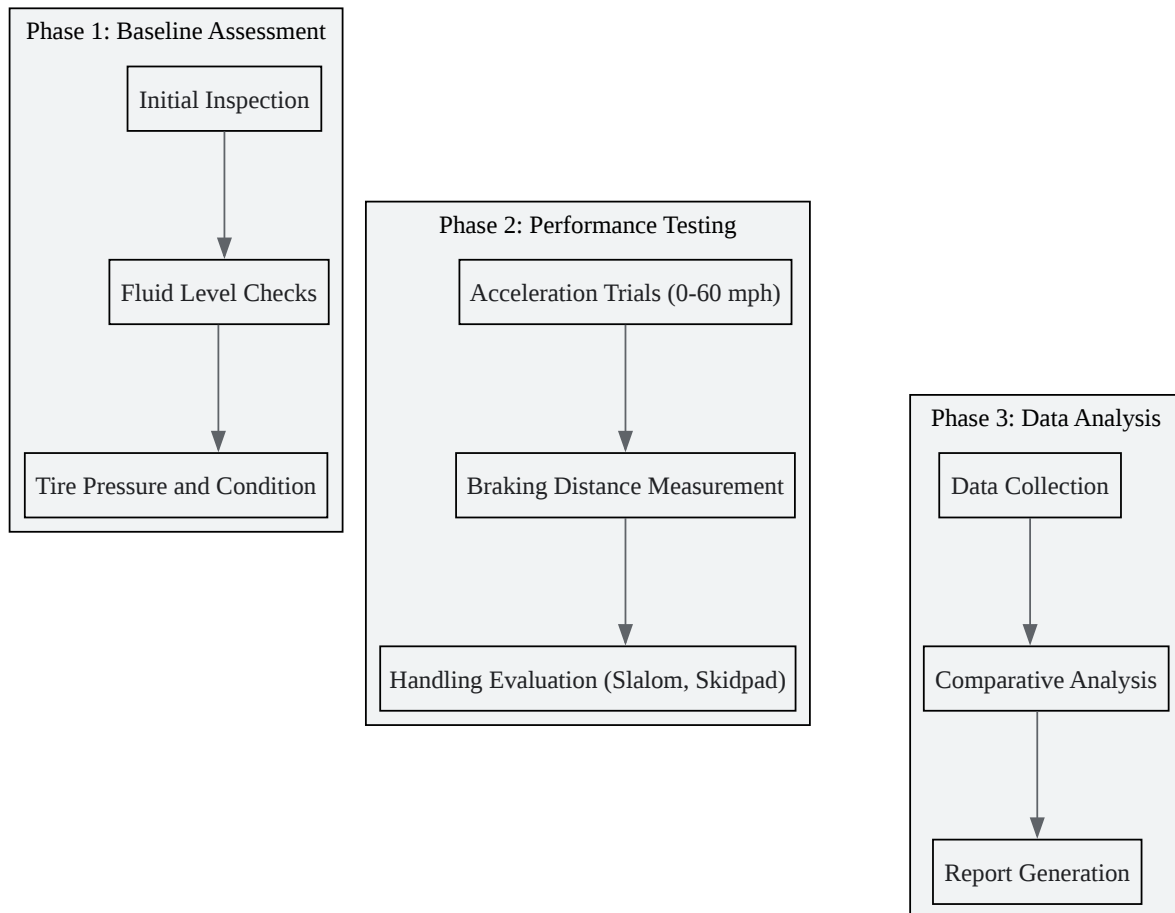 Phase 1: Baseline Assessment
Initial Inspection
Fluid Level Checks
Tire Pressure and Condition
Phase 2: Performance Testing
Acceleration Trials (0-60 mph)
Braking Distance Measurement
Handling Evaluation (Slalom, Skidpad)
Phase 3: Data Analysis
Data Collection
Comparative Analysis
Report Generation